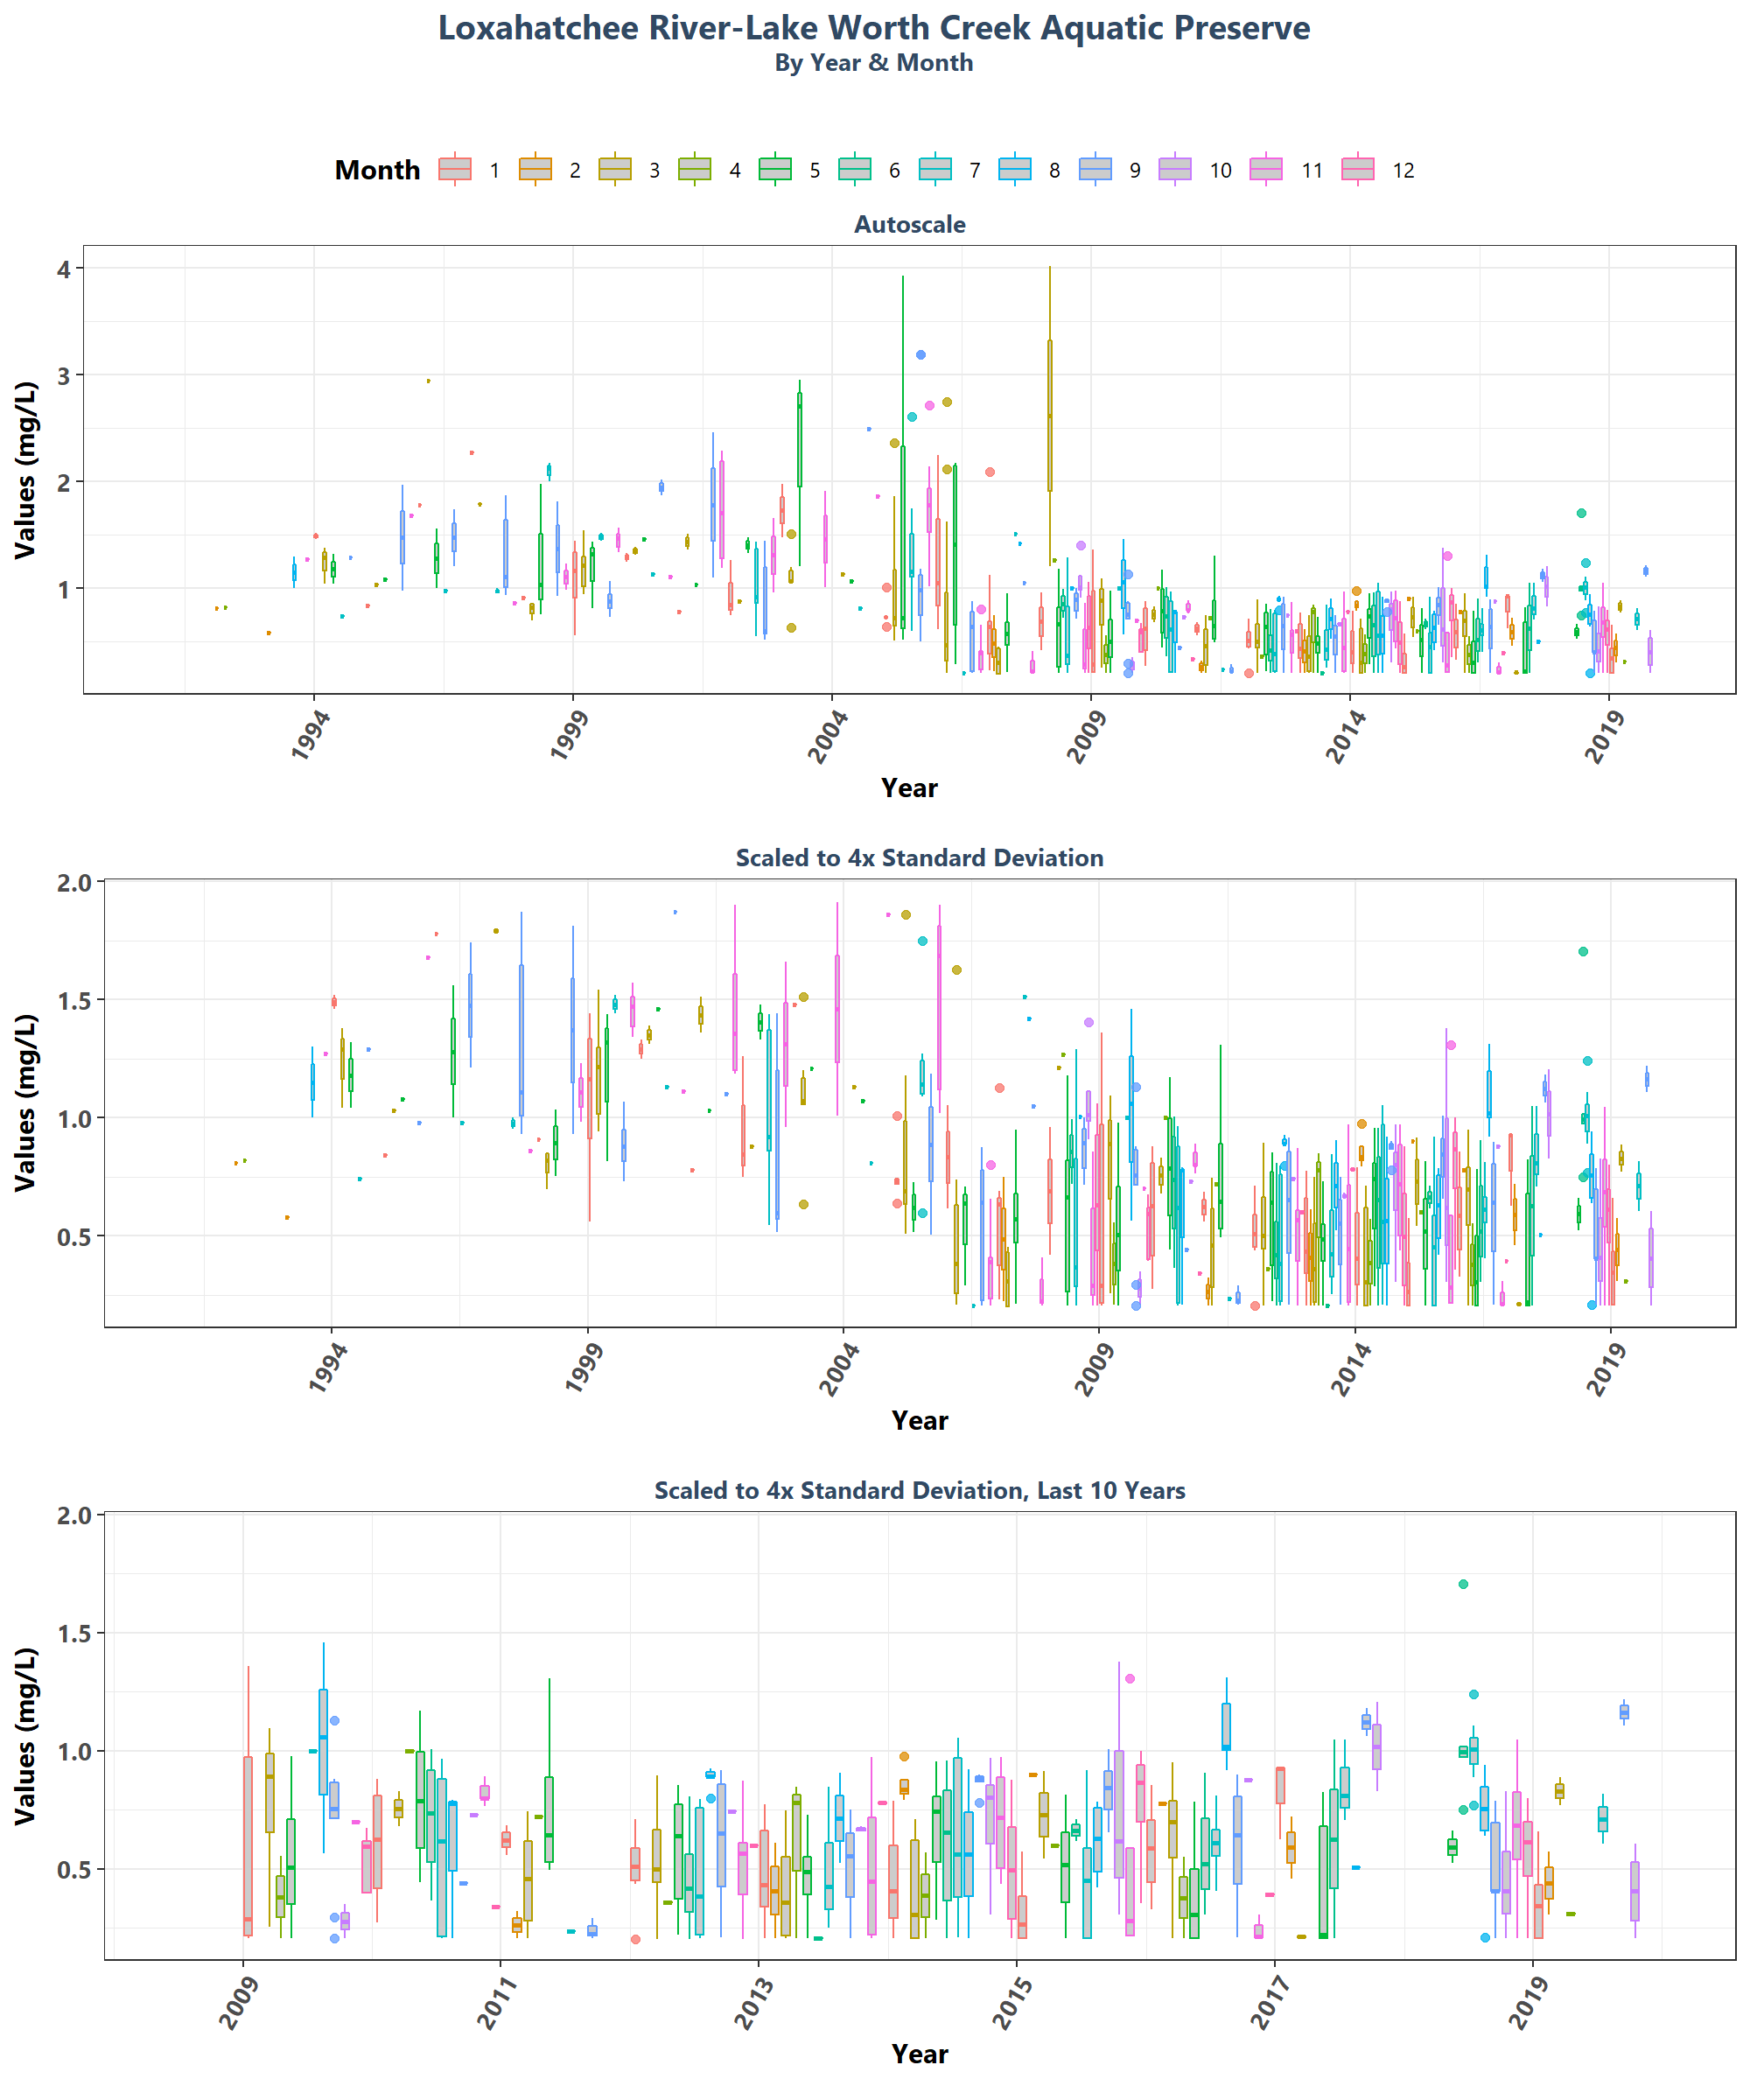 Loxahatchee River-Lake Worth Creek Aquatic Preserve
By Year & Month
Month 1 2 3 4 5 6 7 8 9 10 11 12
Autoscale
Values (mg/L)
4
3
2
1
1994 1999 2004 2009 2014 2019
Year
Scaled to 4x Standard Deviation
Values (mg/L)
2.0
1.5
1.0
0.5
1994 1999 2004 2009 2014 2019
Year
Scaled to 4x Standard Deviation, Last 10 Years
Values (mg/L)
2.0
1.5
1.0
0.5
2009 2011 2013 2015 2017 2019
Year